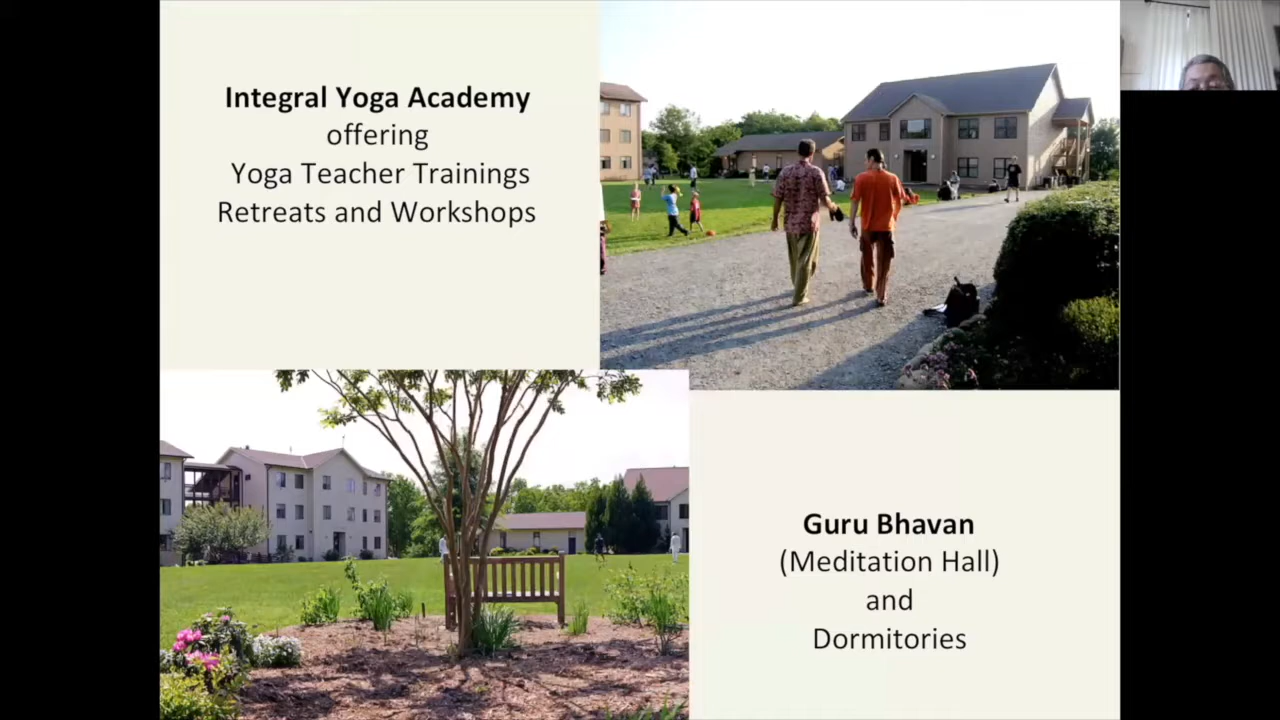 Integral Yoga Academy
offering
Yoga Teacher Trainings
Retreats and Workshops
Guru Bhavan
(Meditation Hall)
and
Dormitories